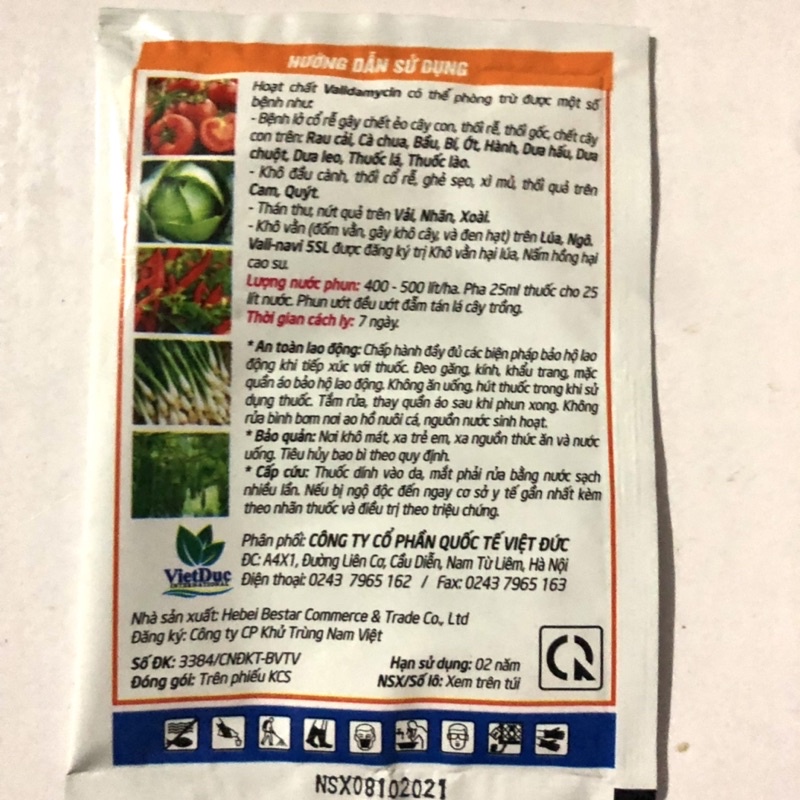 HƯỚNG DẪN SỬ DỤNG
Hoạt chất Validamycin có thể phòng trừ được một số
bệnh như:
- Bệnh lở cổ rễ gây chết ẻo cây con, thối rễ, thối gốc, chết cây
con trên: Rau cải, Cà chua, Bầu, Bí, Ớt, Hành, Dưa hấu, Dưa
chuột, Dưa leo, Thuốc lá, Thuốc lào.
- Khô đầu cành, thối cổ rễ, ghẻ sẹo, xì mủ, thối quả trên
Cam, Quýt.
- Thán thư, nứt quả trên Vải, Nhãn, Xoài.
- Khô vằn (đốm vằn, gây khô cây, và đen hạt) trên Lúa, Ngô.
Vali-navi 5SL được đăng ký trị Khô vằn hại lúa, Nấm hồng hại
cao su.
Lượng nước phun: 400 - 500 lít/ha. Pha 25ml thuốc cho 25
lít nước. Phun ướt đều ướt đẫm tán lá cây trồng.
Thời gian cách ly: 7 ngày.
* An toàn lao động: Chấp hành đầy đủ các biện pháp bảo hộ lao
động khi tiếp xúc với thuốc. Đeo găng, kính, khẩu trang, mặc
quần áo bảo hộ lao động. Không ăn uống, hút thuốc trong khi sử
dụng thuốc. Tắm rửa, thay quần áo sau khi phun xong. Không
rửa bình bơm nơi ao hồ nuôi cá, nguồn nước sinh hoạt.
* Bảo quản: Nơi khô mát, xa trẻ em, xa nguồn thức ăn và nước
uống. Tiêu hủy bao bì theo quy định.
* Cấp cứu: Thuốc dính vào da, mắt phải rửa bằng nước sạch
nhiều lần. Nếu bị ngộ độc đến ngay cơ sở y tế gần nhất kèm
theo nhãn thuốc và điều trị theo triệu chứng.
Phân phối: CÔNG TY CỔ PHẦN QUỐC TẾ VIỆT ĐỨC
ĐC: A4X1, Đường Liên Cơ, Cầu Diễn, Nam Từ Liêm, Hà Nội
Điện thoại: 0243 7965 162 / Fax: 0243 7965 163
VietDuc
INTERNATIONAL
Nhà sản xuất: Hebei Bestar Commerce & Trade Co., Ltd
Đăng ký: Công ty CP Khử Trùng Nam Việt
Số ĐK: 3384/CNĐKT-BVTV
Hạn sử dụng: 02 năm
Đóng gói: Trên phiếu KCS
NSX/Số lô: Xem trên túi
NSX08102021